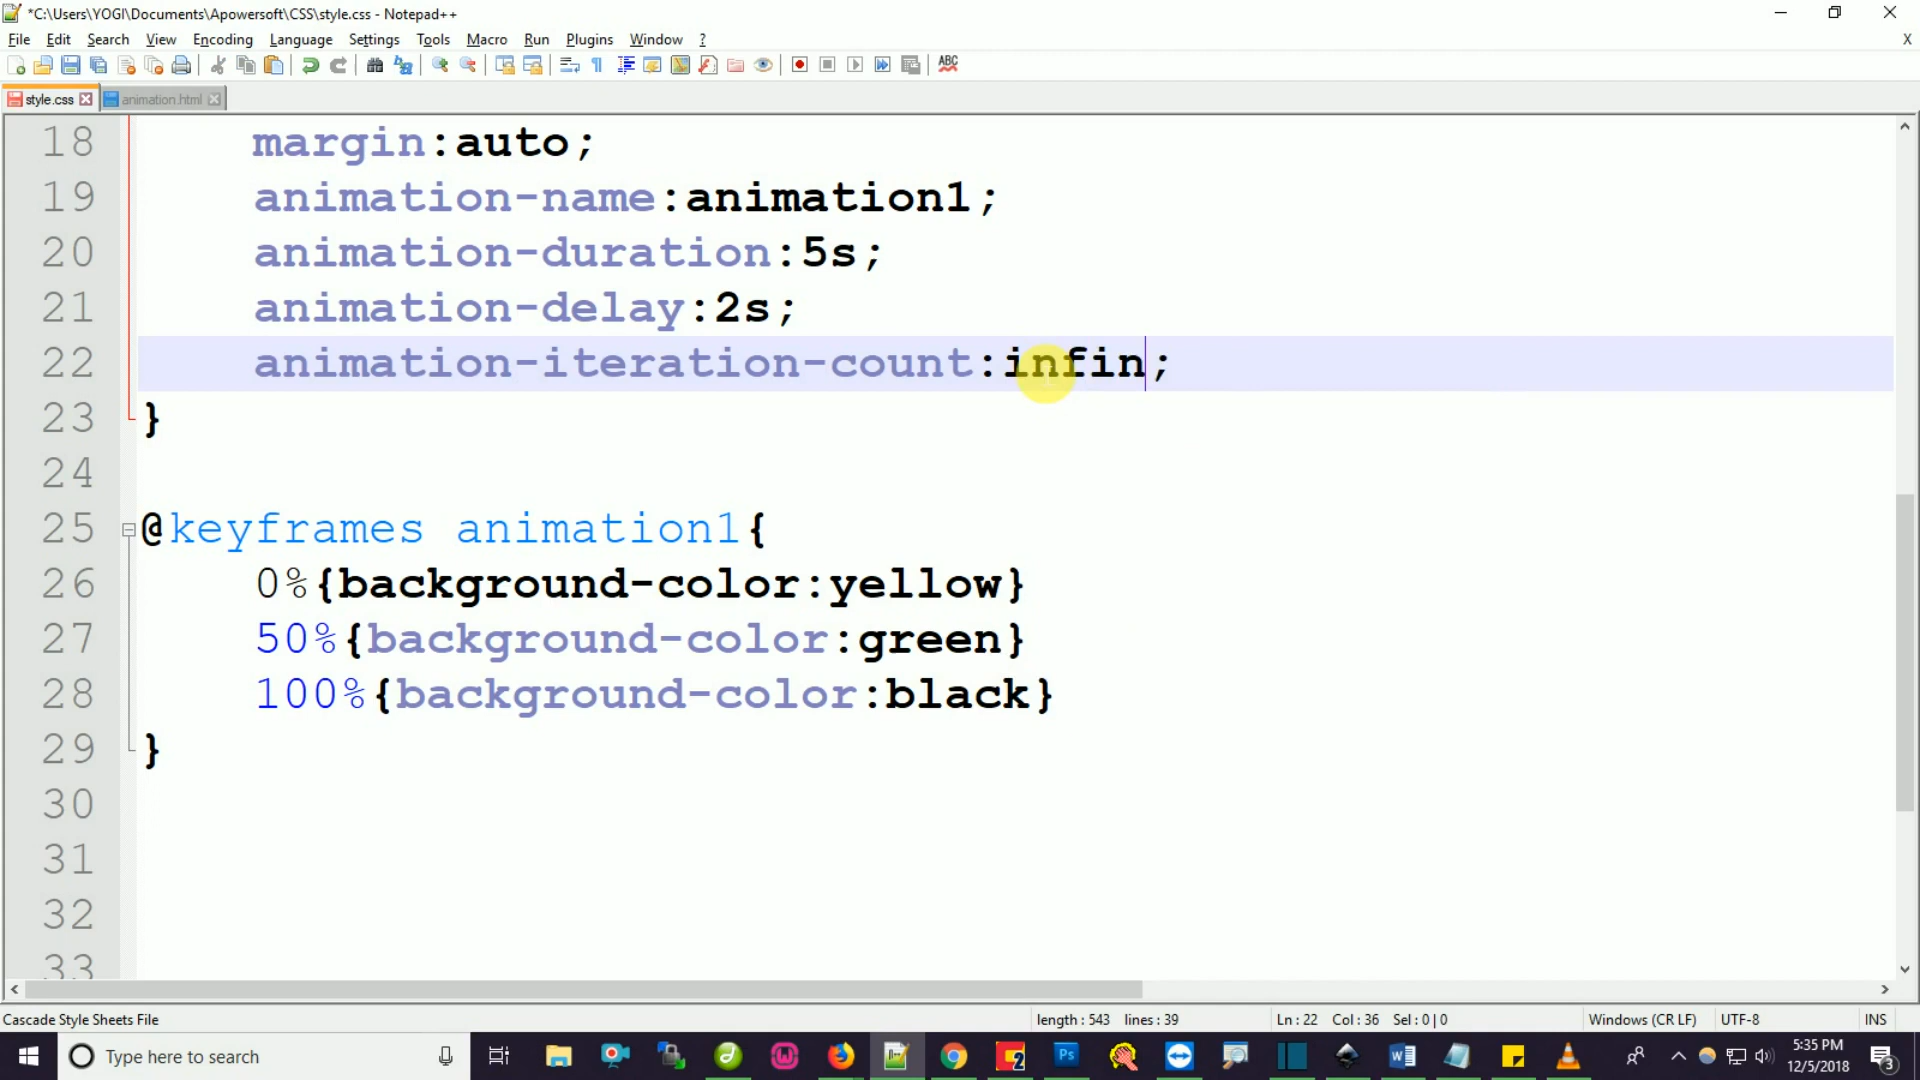 *C:\Users\YOGI\Documents\Apowersoft\CSS\style.css - Notepad++
File Edit Search View Encoding Language Settings Tools Macro Run Plugins Window ? X
ABC
style.css animation.html
18 margin:auto;
19 animation-name:animation1;
20 animation-duration:5s;
21 animation-delay:2s;
22 animation-iteration-count:infin;
23 }
24
25 @keyframes animation1{
26 0%{background-color:yellow}
27 50%{background-color:green}
28 100%{background-color:black}
29 }
30
31
32
33
Cascade Style Sheets File length : 543 lines : 39 Ln : 22 Col : 36 Sel : 0 | 0 Windows (CR LF) UTF-8 INS
Type here to search 2 Ps 5:35 PM
12/5/2018 3